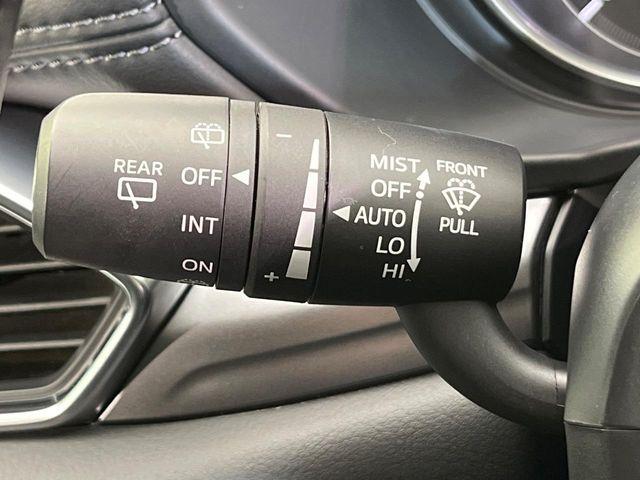 REAR
OFF
INT
ON
−
+
MIST
OFF
AUTO
LO
HI
FRONT
PULL